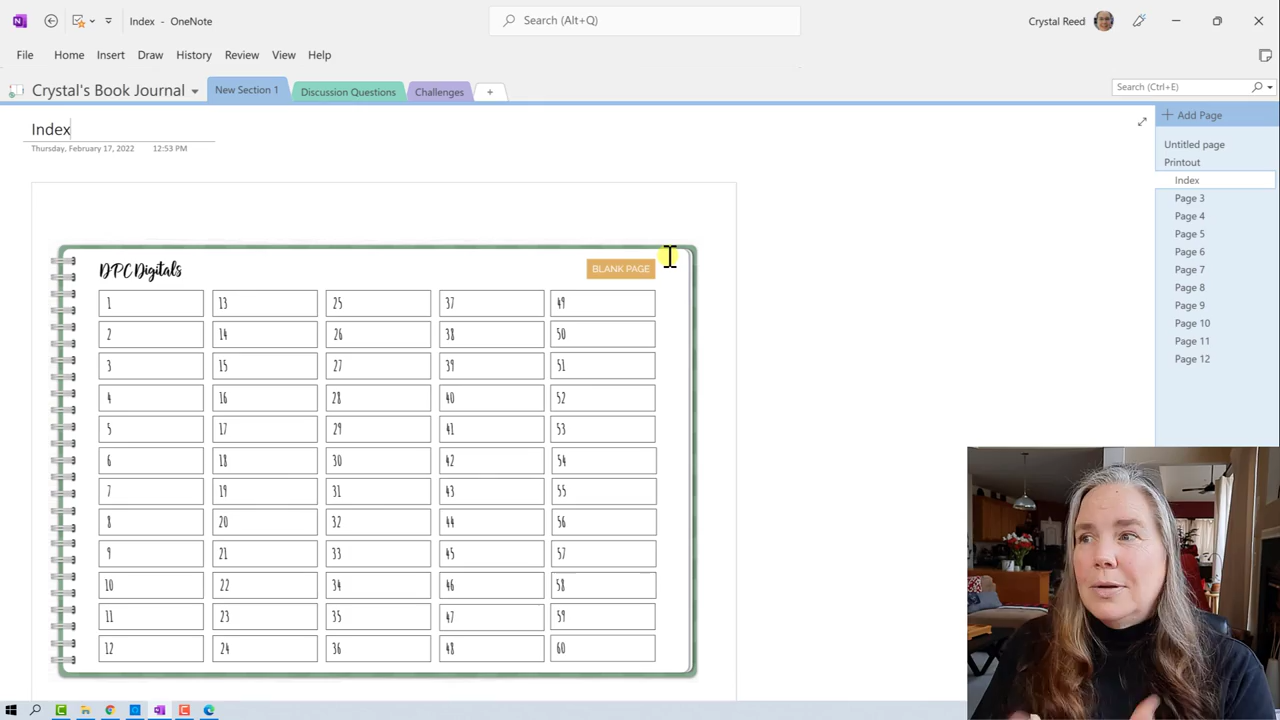 Index - OneNote
Search (Alt+Q)
Crystal Reed
File Home Insert Draw History Review View Help
Crystal's Book Journal
New Section 1
Discussion Questions
Challenges
+
Search (Ctrl+E)
Index
Thursday, February 17, 2022 12:53 PM
+ Add Page
Untitled page
Printout
Index
Page 3
Page 4
Page 5
Page 6
Page 7
Page 8
Page 9
Page 10
Page 11
Page 12
DPC Digitals
BLANK PAGE
1 13 25 37 49
2 14 26 38 50
3 15 27 39 51
4 16 28 40 52
5 17 29 41 53
6 18 30 42 54
7 19 31 43 55
8 20 32 44 56
9 21 33 45 57
10 22 34 46 58
11 23 35 47 59
12 24 36 48 60